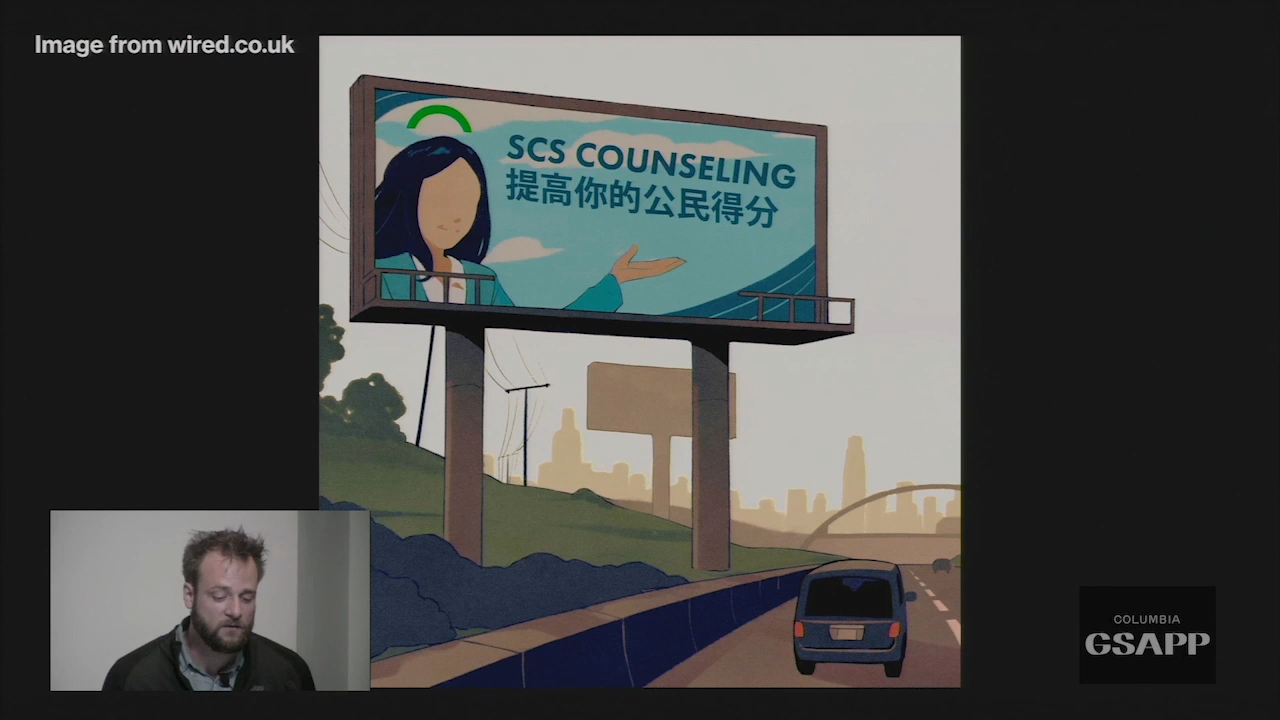 Image from wired.co.uk
SCS COUNSELING
提高你的公民得分
COLUMBIA
GSAPP